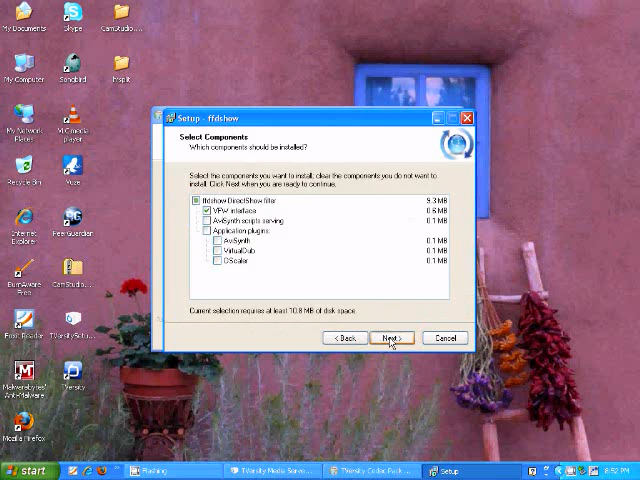 My Documents
Skype
CamStudio...
My Computer
Songbird
hrsplit
My Network
Places
VLC media
player
Recycle Bin
Vuze
Internet
Explorer
PeerGuardian
BurnAware
Free
CamStudio...
Foxit Reader
TVersitySetu...
Malwarebytes'
Anti-Malware
TVersity
Mozilla Firefox
Setup - ffdshow
Select Components
Which components should be installed?
Select the components you want to install; clear the components you do not want to
install. Click Next when you are ready to continue.
ffdshow DirectShow filter 9.3 MB
VFW interface 0.6 MB
AviSynth scripts serving 0.1 MB
Application plugins:
AviSynth 0.1 MB
VirtualDub 0.1 MB
DScaler 0.1 MB
Current selection requires at least 10.8 MB of disk space.
< Back
Next >
Cancel
start
Flashing
TVersity Media Serve...
TVersity Codec Pack ...
Setup
8:52 PM